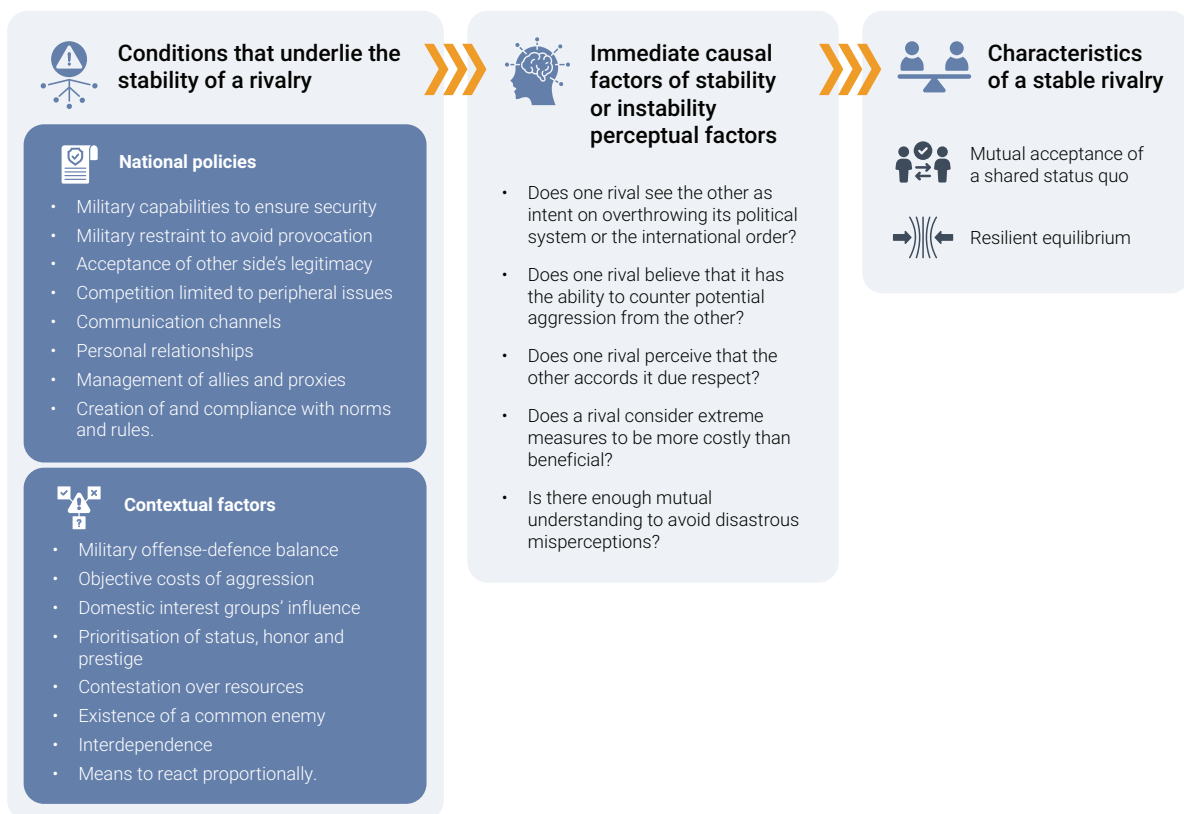 Conditions that underlie the
stability of a rivalry
National policies
• Military capabilities to ensure security
• Military restraint to avoid provocation
• Acceptance of other side's legitimacy
• Competition limited to peripheral issues
• Communication channels
• Personal relationships
• Management of allies and proxies
• Creation of and compliance with norms
and rules.
Contextual factors
• Military offense-defence balance
• Objective costs of aggression
• Domestic interest groups' influence
• Prioritisation of status, honor and
prestige
• Contestation over resources
• Existence of a common enemy
• Interdependence
• Means to react proportionally.
Immediate causal
factors of stability
or instability
perceptual factors
• Does one rival see the other as
intent on overthrowing its political
system or the international order?
• Does one rival believe that it has
the ability to counter potential
aggression from the other?
• Does one rival perceive that the
other accords it due respect?
• Does a rival consider extreme
measures to be more costly than
beneficial?
• Is there enough mutual
understanding to avoid disastrous
misperceptions?
Characteristics
of a stable rivalry
Mutual acceptance of
a shared status quo
Resilient equilibrium